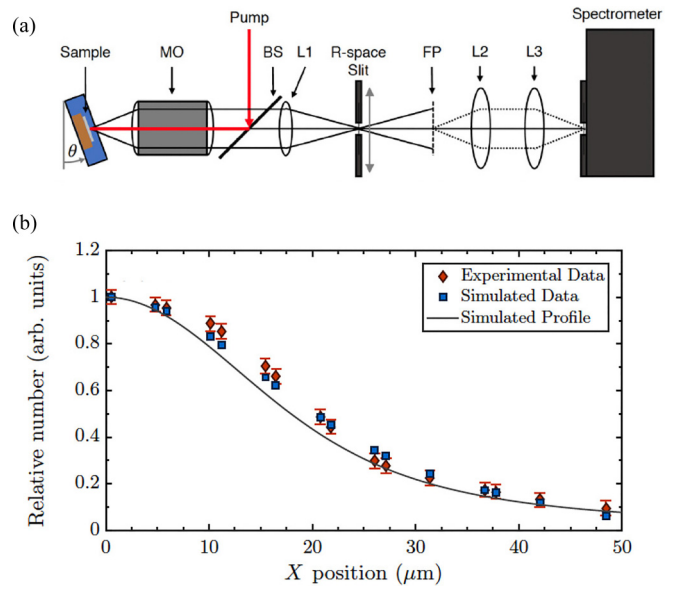 (a)
Pump
Spectrometer
Sample
MO
BS
L1
R-space
Slit
FP
L2
L3
θ
(b)
1.2
1
0.8
0.6
0.4
0.2
0
Relative number (arb. units)
Experimental Data
Simulated Data
Simulated Profile
0
10
20
30
40
50
X position (μm)